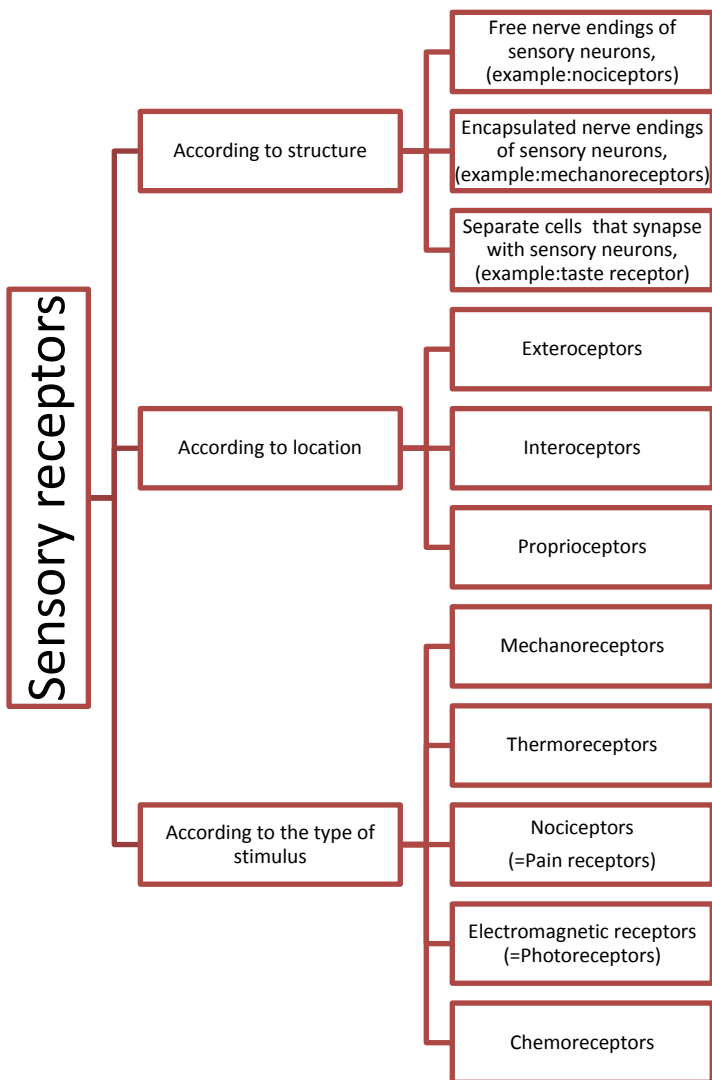 Sensory receptors
According to structure
Free nerve endings of
sensory neurons,
(example:nociceptors)
Encapsulated nerve endings
of sensory neurons,
(example:mechanoreceptors)
Separate cells  that synapse
with sensory neurons,
(example:taste receptor)
According to location
Exteroceptors
Interoceptors
Proprioceptors
According to the type of
stimulus
Mechanoreceptors
Thermoreceptors
Nociceptors
(=Pain receptors)
Electromagnetic receptors
(=Photoreceptors)
Chemoreceptors